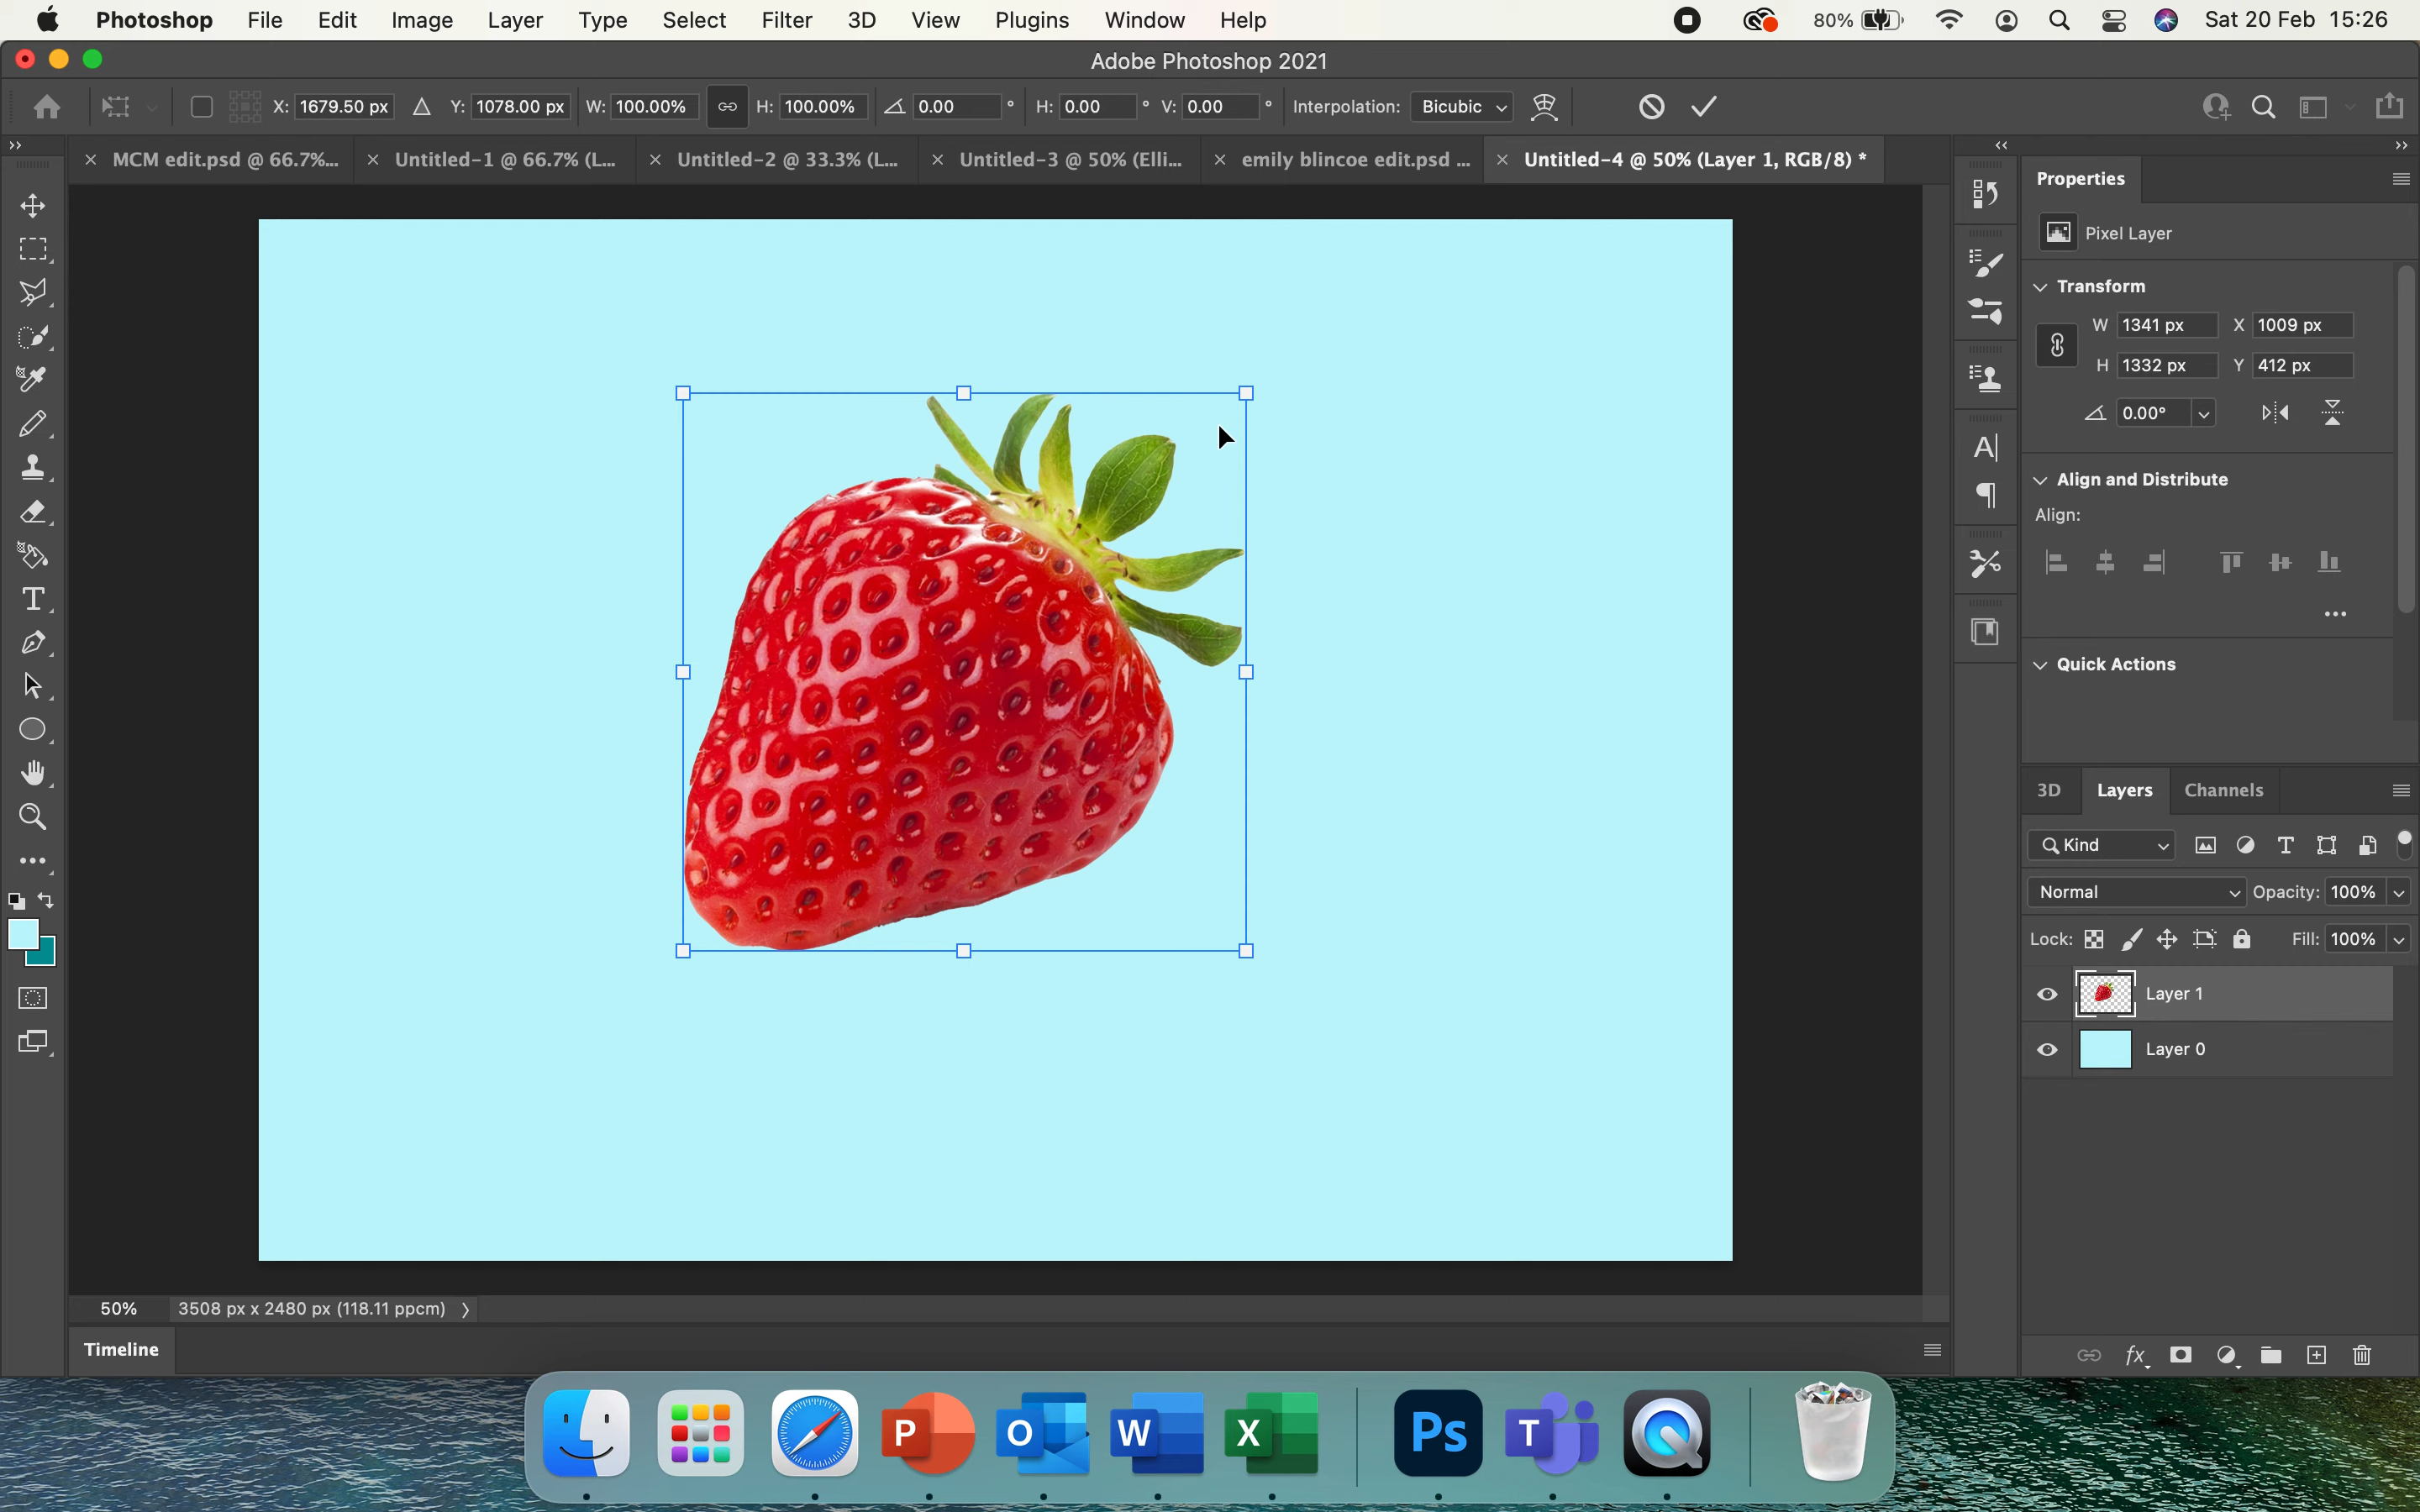 Photoshop File Edit Image Layer Type Select Filter 3D View Plugins Window Help 80% Sat 20 Feb 15:26
Adobe Photoshop 2021
X: 1679.50 px Y: 1078.00 px W: 100.00% H: 100.00% 0.00 ° H: 0.00 ° V: 0.00 ° Interpolation: Bicubic
MCM edit.psd @ 66.7%... Untitled-1 @ 66.7% (L... Untitled-2 @ 33.3% (L... Untitled-3 @ 50% (Elli... emily blincoe edit.psd ... Untitled-4 @ 50% (Layer 1, RGB/8) *
Properties
Pixel Layer
Transform
W 1341 px X 1009 px
H 1332 px Y 412 px
0.00°
Align and Distribute
Align:
Quick Actions
3D Layers Channels
Kind
Normal Opacity: 100%
Lock: Fill: 100%
Layer 1
Layer 0
fx
50% 3508 px x 2480 px (118.11 ppcm)
Timeline
P O W X Ps T